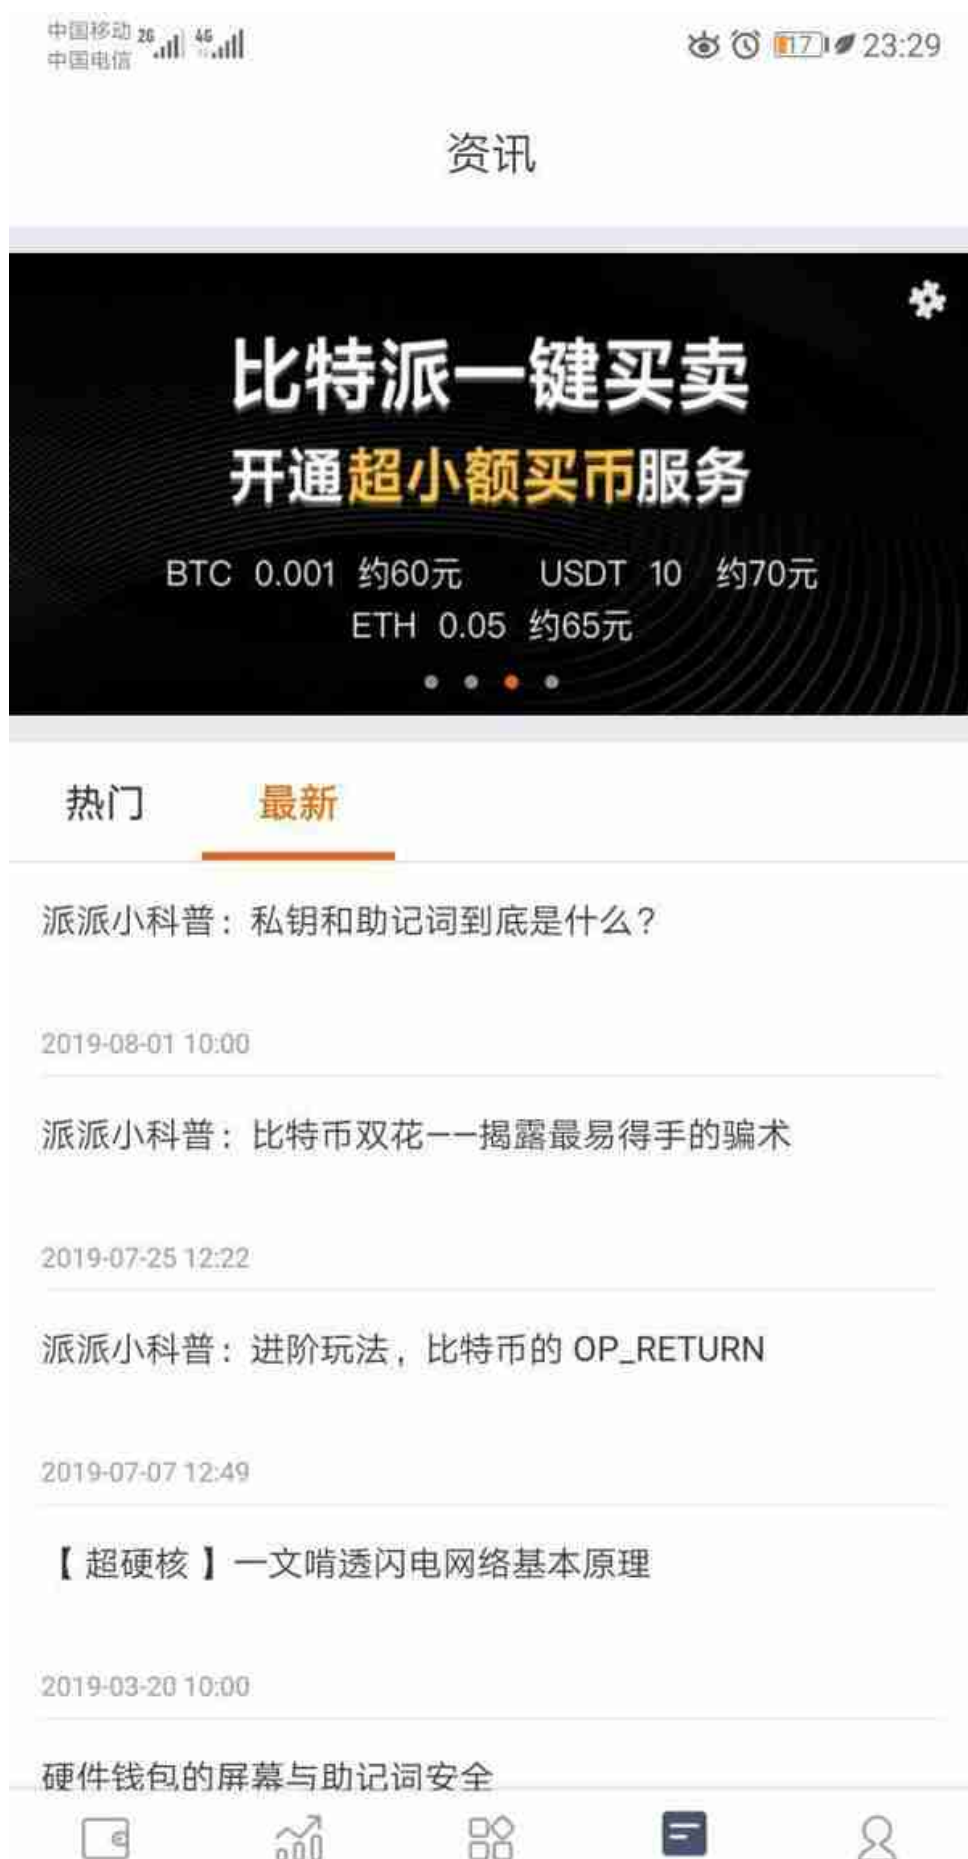 中国移动 2G 4G
中国电信
17 23:29
资讯
比特派一键买卖
开通超小额买币服务
BTC 0.001 约60元 USDT 10 约70元
ETH 0.05 约65元
热门 最新
派派小科普：私钥和助记词到底是什么？
2019-08-01 10:00
派派小科普：比特币双花——揭露最易得手的骗术
2019-07-25 12:22
派派小科普：进阶玩法，比特币的 OP_RETURN
2019-07-07 12:49
【 超硬核 】一文啃透闪电网络基本原理
2019-03-20 10:00
硬件钱包的屏幕与助记词安全